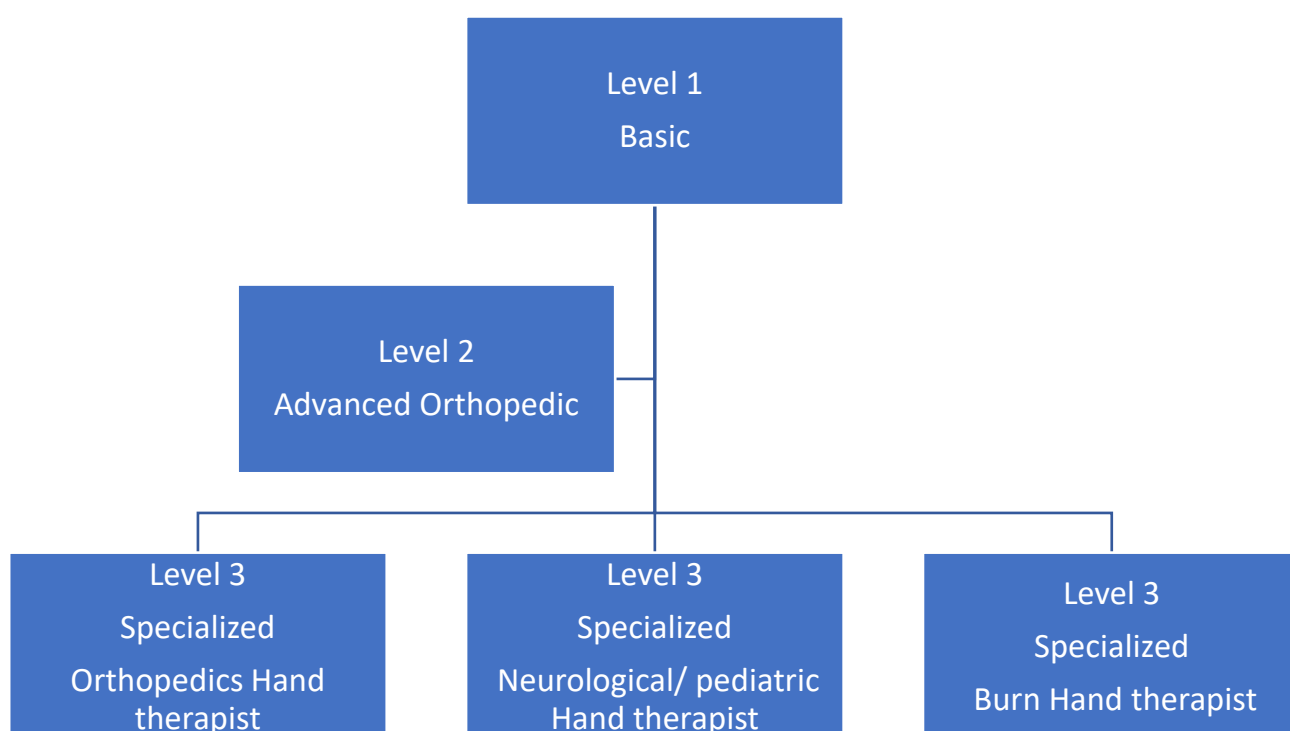 Level 1
Basic
Level 2
Advanced Orthopedic
Level 3
Specialized
Orthopedics Hand
therapist
Level 3
Specialized
Neurological/ pediatric
Hand therapist
Level 3
Specialized
Burn Hand therapist